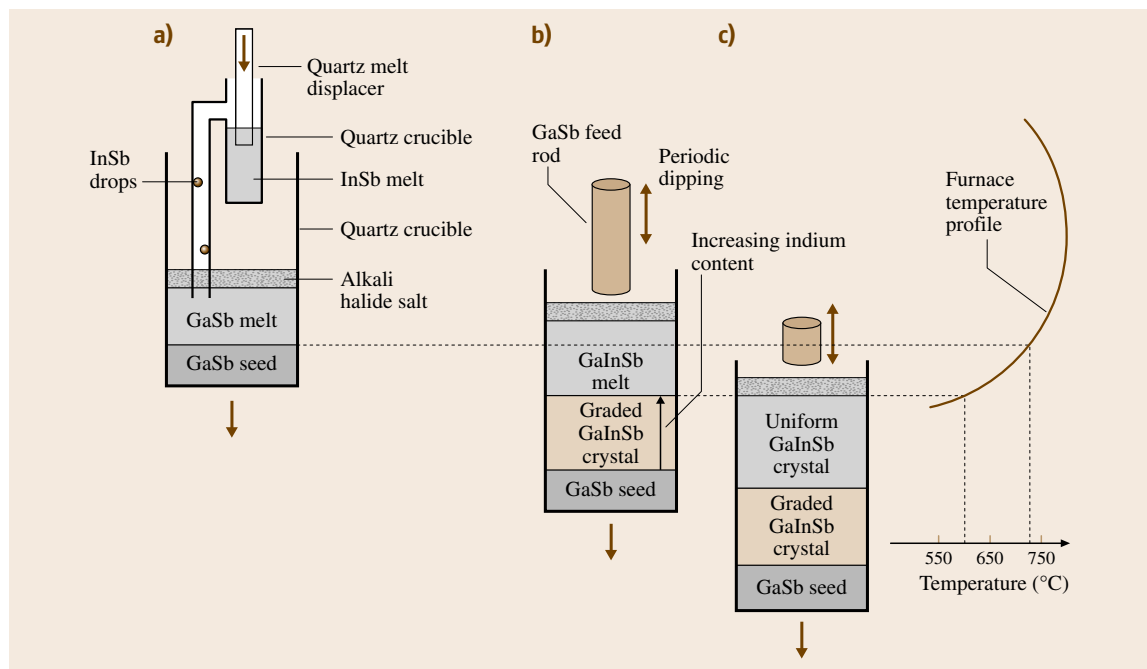 a)
Quartz melt
displacer
Quartz crucible
InSb
drops
InSb melt
Quartz crucible
Alkali
halide salt
GaSb melt
GaSb seed
b)
GaSb feed
rod
Periodic
dipping
Increasing indium
content
GaInSb
melt
Graded
GaInSb
crystal
GaSb seed
c)
Uniform
GaInSb
crystal
Graded
GaInSb
crystal
GaSb seed
Furnace
temperature
profile
550 650 750
Temperature (°C)